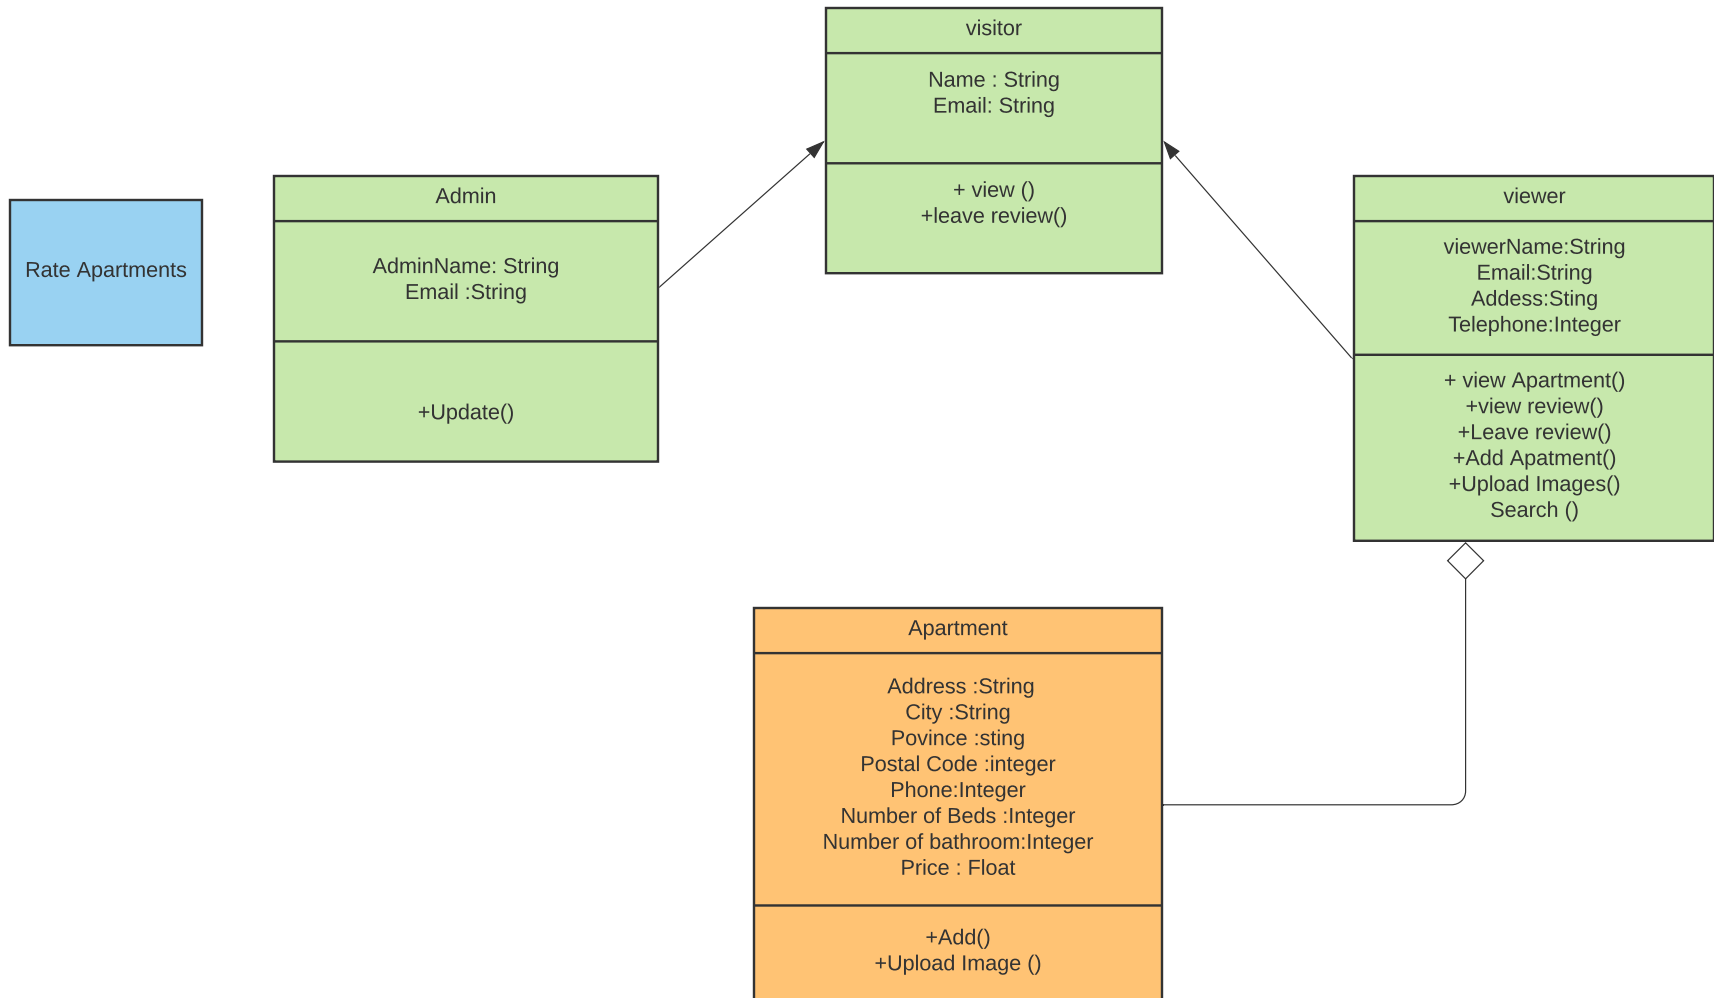 Rate Apartments
Admin
AdminName: String
Email :String
+Update()
visitor
Name : String
Email: String
+ view ()
+leave review()
viewer
viewerName:String
Email:String
Addess:Sting
Telephone:Integer
+ view Apartment()
+view review()
+Leave review()
+Add Apatment()
+Upload Images()
Search ()
Apartment
Address :String
City :String
Povince :sting
Postal Code :integer
Phone:Integer
Number of Beds :Integer
Number of bathroom:Integer
Price : Float
+Add()
+Upload Image ()